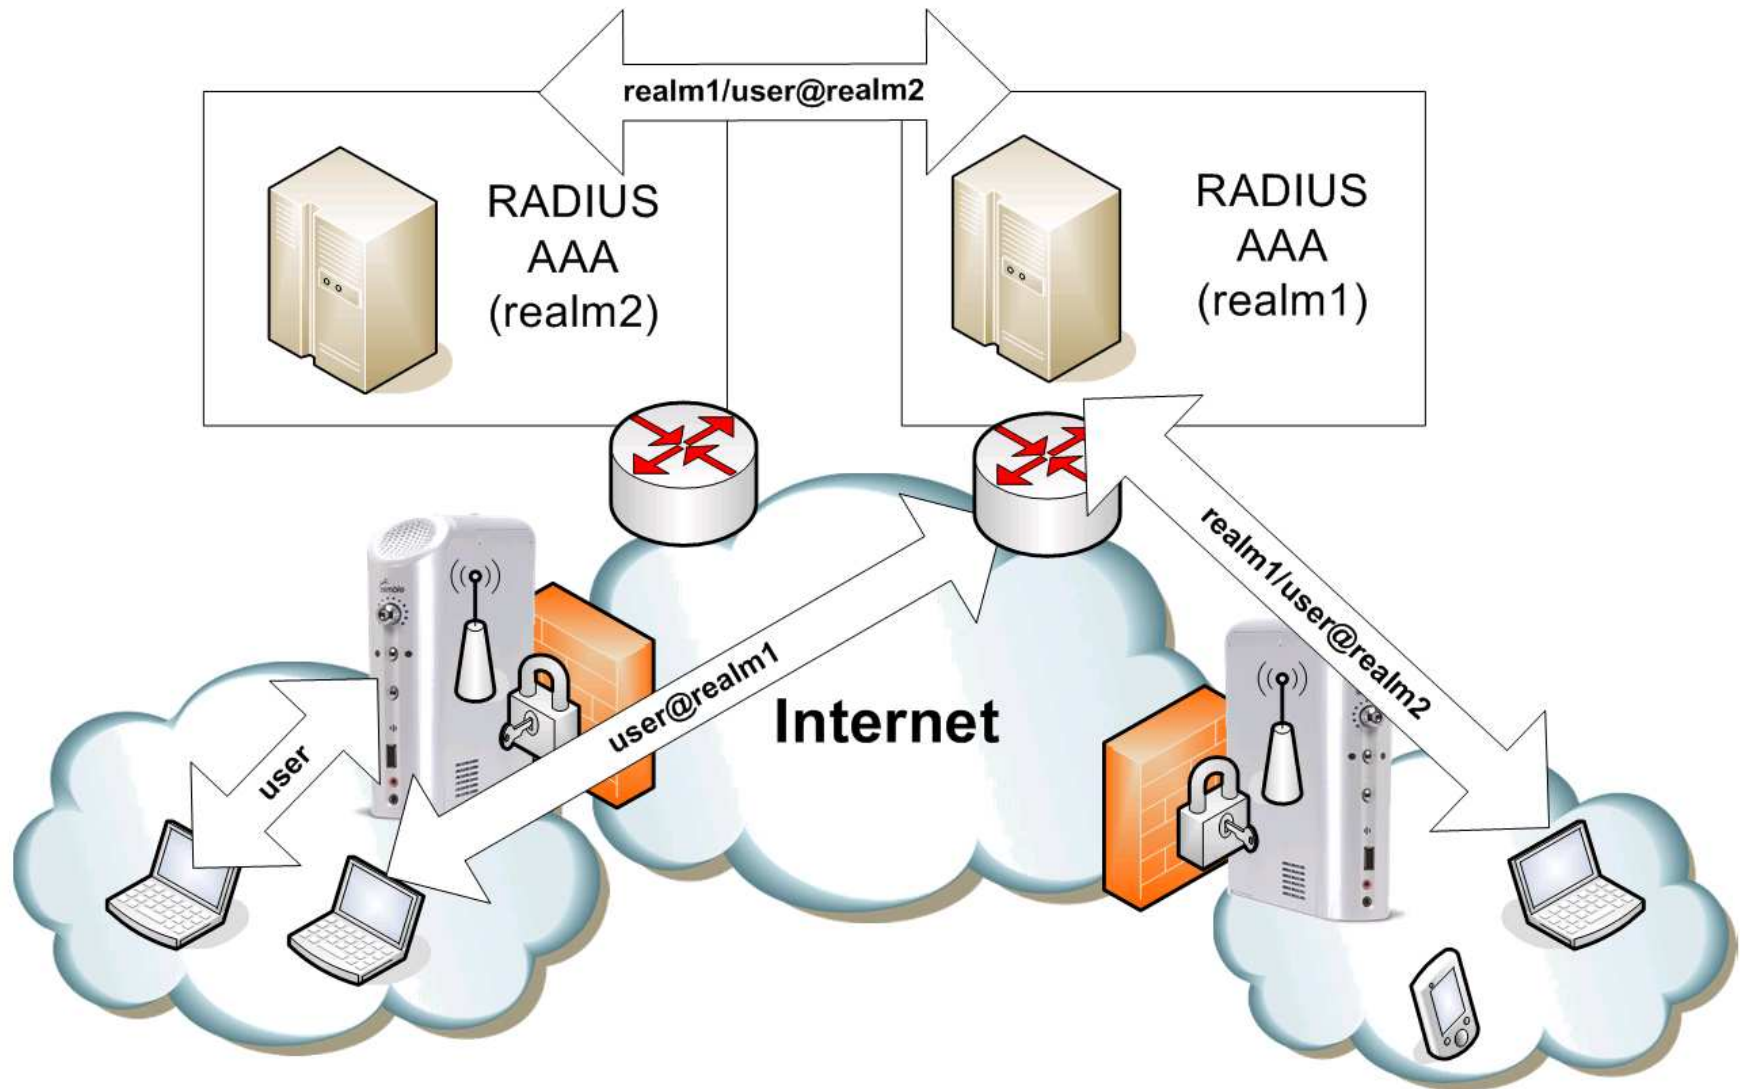 realm1/user@realm2
RADIUS
AAA
(realm2)
RADIUS
AAA
(realm1)
realm1/user@realm2
user@realm1
Internet
user